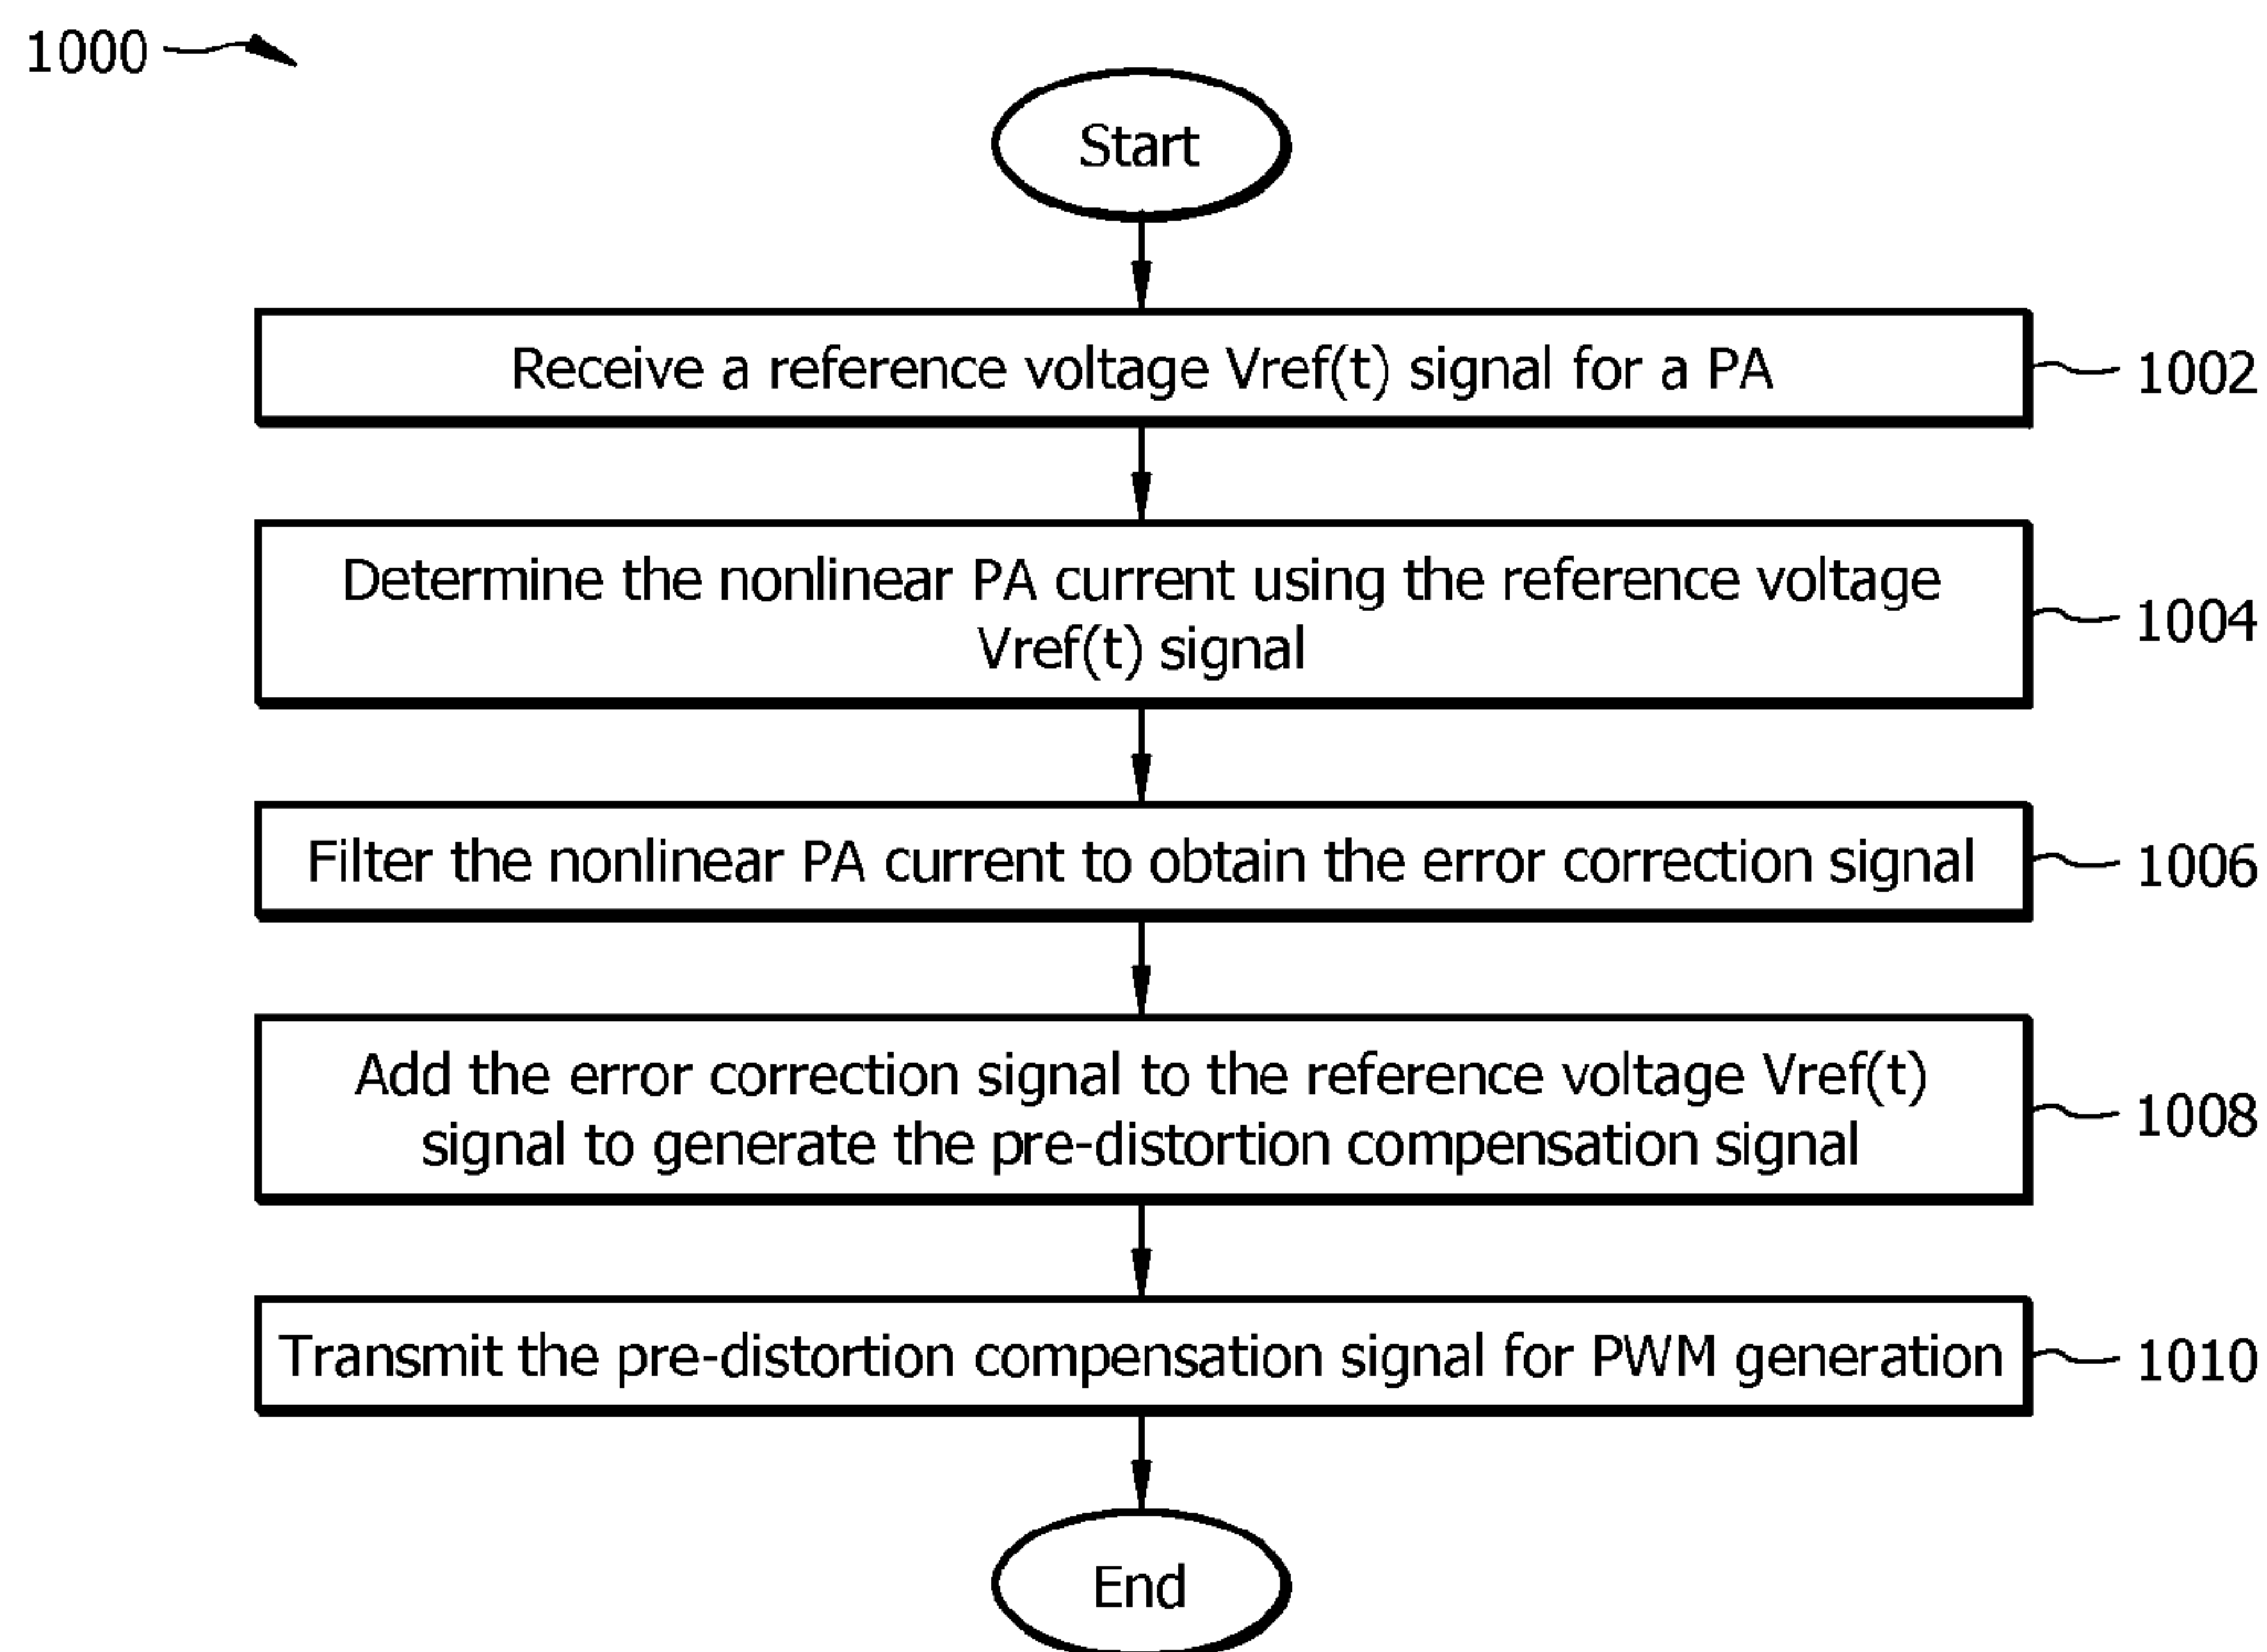 1000
Start
Receive a reference voltage Vref(t) signal for a PA
1002
Determine the nonlinear PA current using the reference voltage
Vref(t) signal
1004
Filter the nonlinear PA current to obtain the error correction signal
1006
Add the error correction signal to the reference voltage Vref(t)
signal to generate the pre-distortion compensation signal
1008
Transmit the pre-distortion compensation signal for PWM generation
1010
End